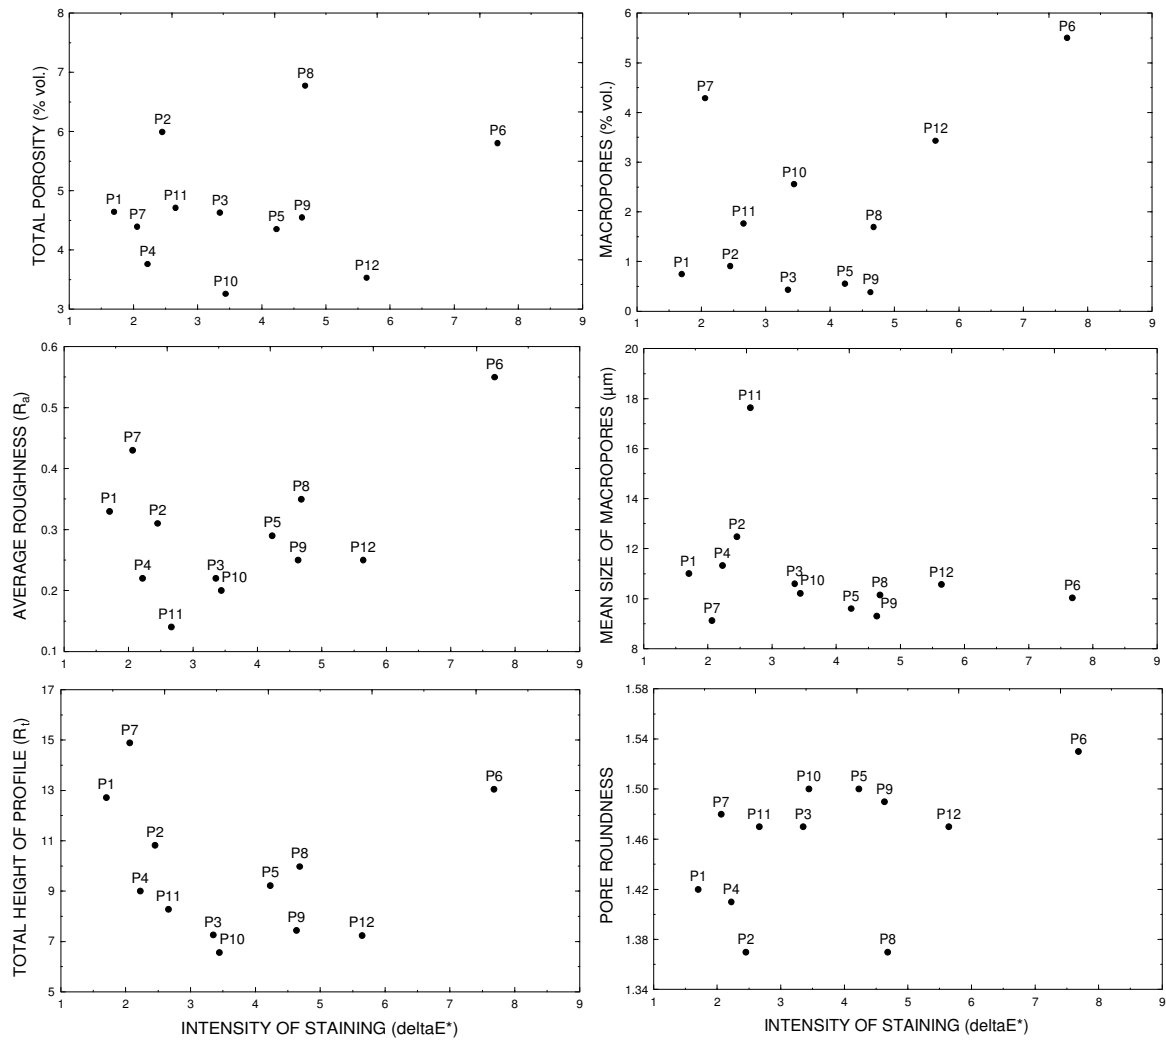 TOTAL POROSITY (% vol.)
8
7
6
5
4
3
P8
P6
P2
P1
P11
P3
P9
P7
P5
P4
P12
P10
1 2 3 4 5 6 7 8 9
MACROPORES (% vol.)
6
5
4
3
2
1
0
P6
P7
P12
P10
P11
P8
P2
P1
P3
P5
P9
1 2 3 4 5 6 7 8 9
AVERAGE ROUGHNESS (Ra)
0.6
0.5
0.4
0.3
0.2
0.1
P6
P7
P1
P2
P8
P5
P9
P12
P4
P3
P10
P11
1 2 3 4 5 6 7 8 9
MEAN SIZE OF MACROPORES (µm)
20
18
16
14
12
10
8
P11
P2
P4
P1
P3
P10
P12
P8
P6
P5
P9
P7
1 2 3 4 5 6 7 8 9
TOTAL HEIGHT OF PROFILE (Rt)
17
15
13
11
9
7
5
P7
P1
P6
P2
P8
P5
P4
P11
P9
P3
P12
P10
1 2 3 4 5 6 7 8 9
INTENSITY OF STAINING (deltaE*)
PORE ROUNDNESS
1.58
1.54
1.50
1.46
1.42
1.38
1.34
P6
P10
P5
P9
P7
P11
P3
P12
P1
P4
P2
P8
1 2 3 4 5 6 7 8 9
INTENSITY OF STAINING (deltaE*)